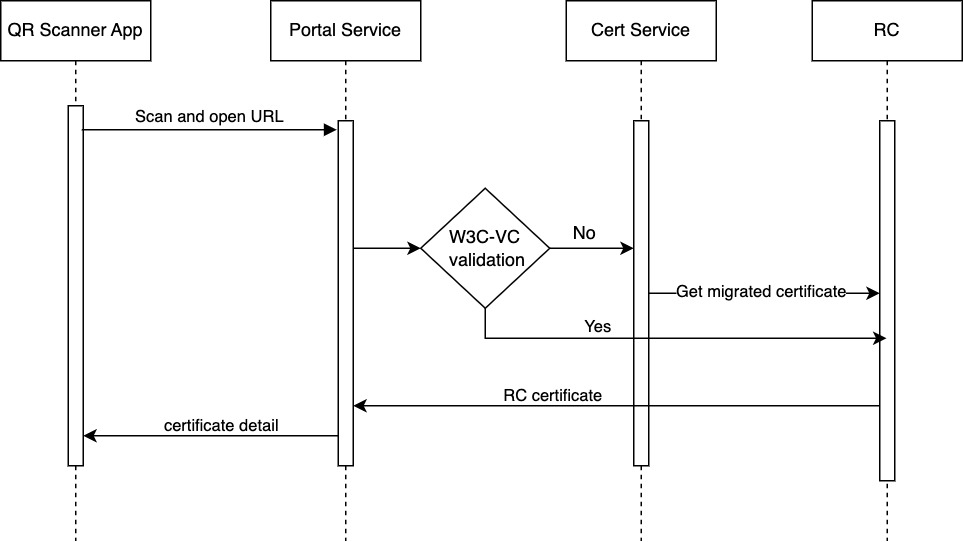 QR Scanner App
Portal Service
Cert Service
RC
Scan and open URL
W3C-VC
validation
No
Get migrated certificate
Yes
RC certificate
certificate detail